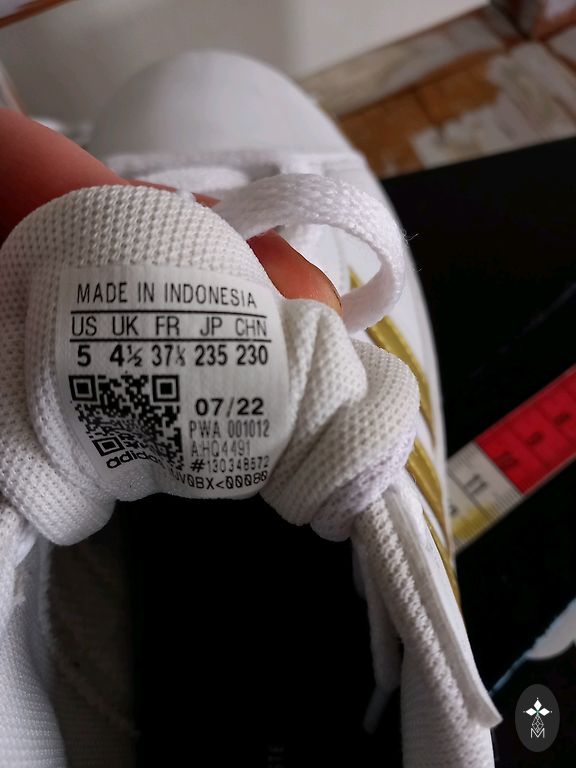 MADE IN INDONESIA
US UK FR JP CHN
5 4½ 37⅓ 235 230
07/22
PWA 001012
AHQ4491
#130348572
adidas
M